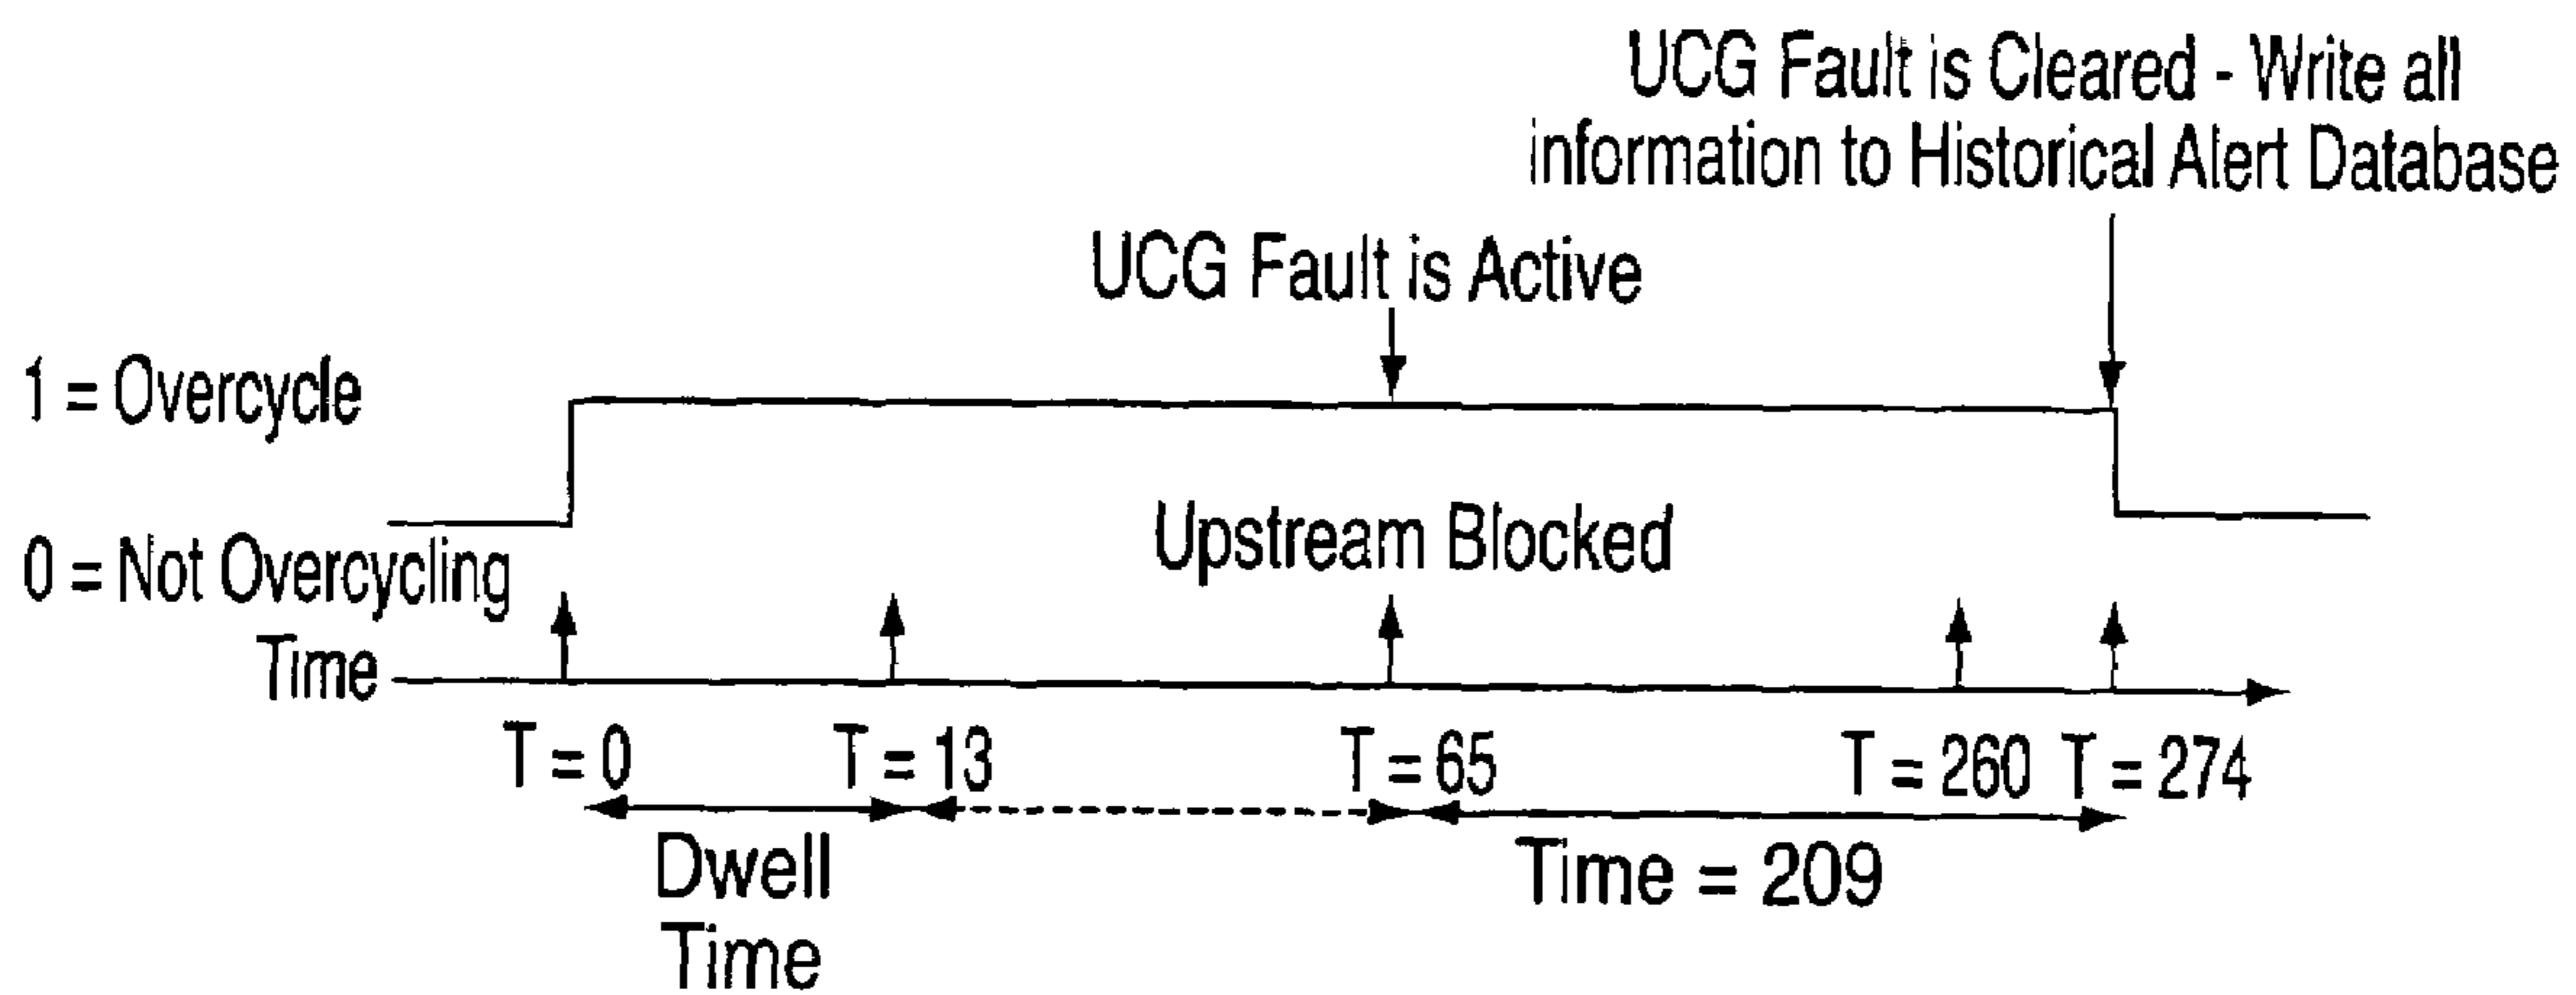 UCG Fault is Cleared - Write all
information to Historical Alert Database
UCG Fault is Active
1 = Overcycle
0 = Not Overcycling
Upstream Blocked
Time
T = 0
T = 13
T = 65
T = 260
T = 274
Dwell
Time
Time = 209